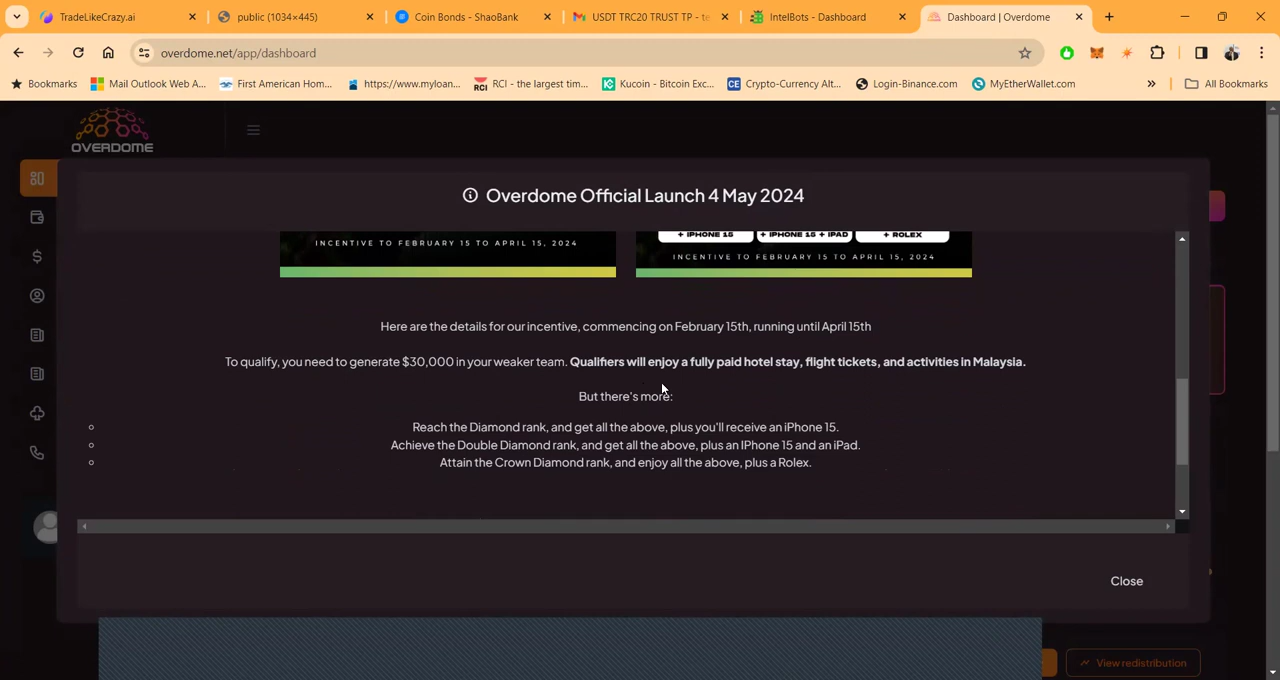 TradeLikeCrazy.ai
public (1034×445)
Coin Bonds - ShaoBank
USDT TRC20 TRUST TP - te
IntelBots - Dashboard
Dashboard | Overdome
overdome.net/app/dashboard
Bookmarks
Mail Outlook Web A...
First American Hom...
https://www.myloan...
RCI - the largest tim...
Kucoin - Bitcoin Exc...
Crypto-Currency Alt...
Login-Binance.com
MyEtherWallet.com
All Bookmarks
OVERDOME
Overdome Official Launch 4 May 2024
+ IPHONE 15
+ IPHONE 15 + IPAD
+ ROLEX
INCENTIVE TO FEBRUARY 15 TO APRIL 15, 2024
INCENTIVE TO FEBRUARY 15 TO APRIL 15, 2024
Here are the details for our incentive, commencing on February 15th, running until April 15th
To qualify, you need to generate $30,000 in your weaker team. Qualifiers will enjoy a fully paid hotel stay, flight tickets, and activities in Malaysia.
But there's more:
Reach the Diamond rank, and get all the above, plus you'll receive an iPhone 15.
Achieve the Double Diamond rank, and get all the above, plus an IPhone 15 and an iPad.
Attain the Crown Diamond rank, and enjoy all the above, plus a Rolex.
Close
View redistribution